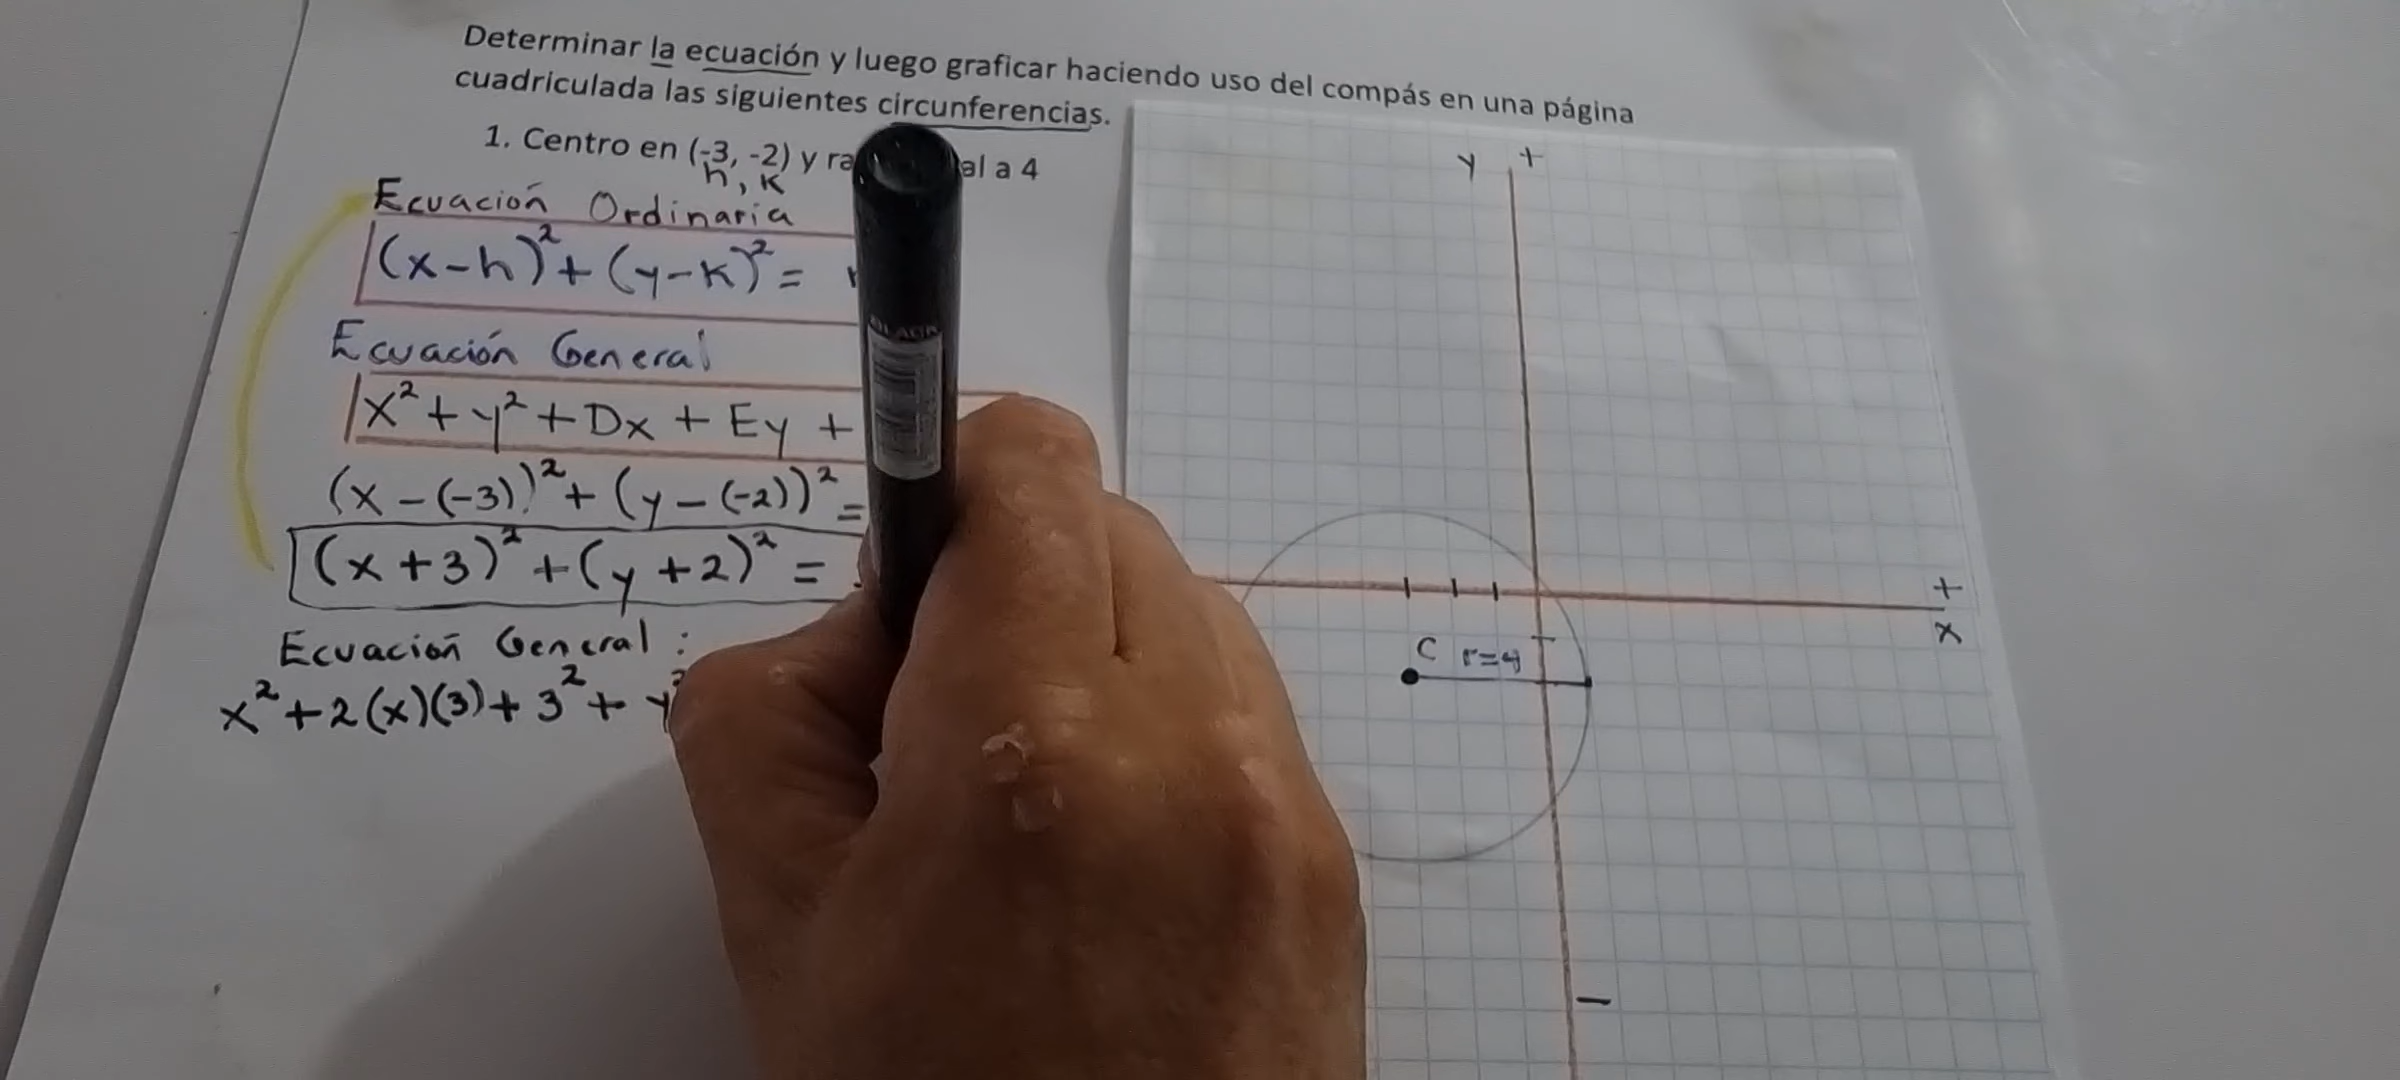 Determinar la ecuación y luego graficar haciendo uso del compás en una página
cuadriculada las siguientes circunferencias.
1. Centro en (-3, -2) y ra al a 4
h, K
Ecuación Ordinaria
(x-h)²+(y-K)²=
Ecuación General
x²+y²+Dx+Ey+
(x-(-3))²+(y-(-2))²=
(x+3)²+(y+2)²=
Ecuación General:
x²+2(x)(3)+3²+y²
y +
+
x
C r=4
-